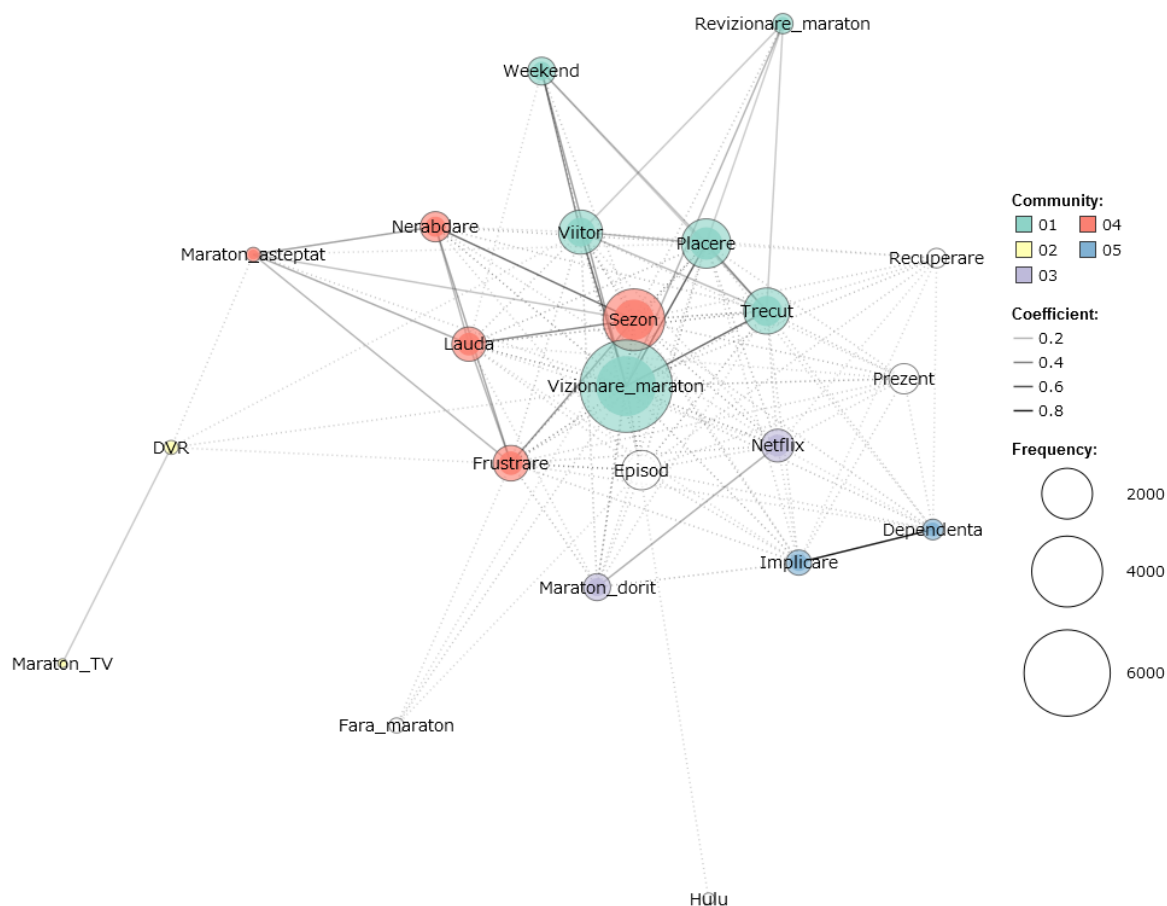 Revizionare_maraton
Weekend
Nerabdare
Viitor
Placere
Maraton_asteptat
Recuperare
Sezon
Trecut
Lauda
Vizionare_maraton
Prezent
DVR
Frustrare
Episod
Netflix
Dependenta
Implicare
Maraton_dorit
Maraton_TV
Fara_maraton
Hulu
Community:
01 04
02 05
03
Coefficient:
0.2
0.4
0.6
0.8
Frequency:
2000
4000
6000